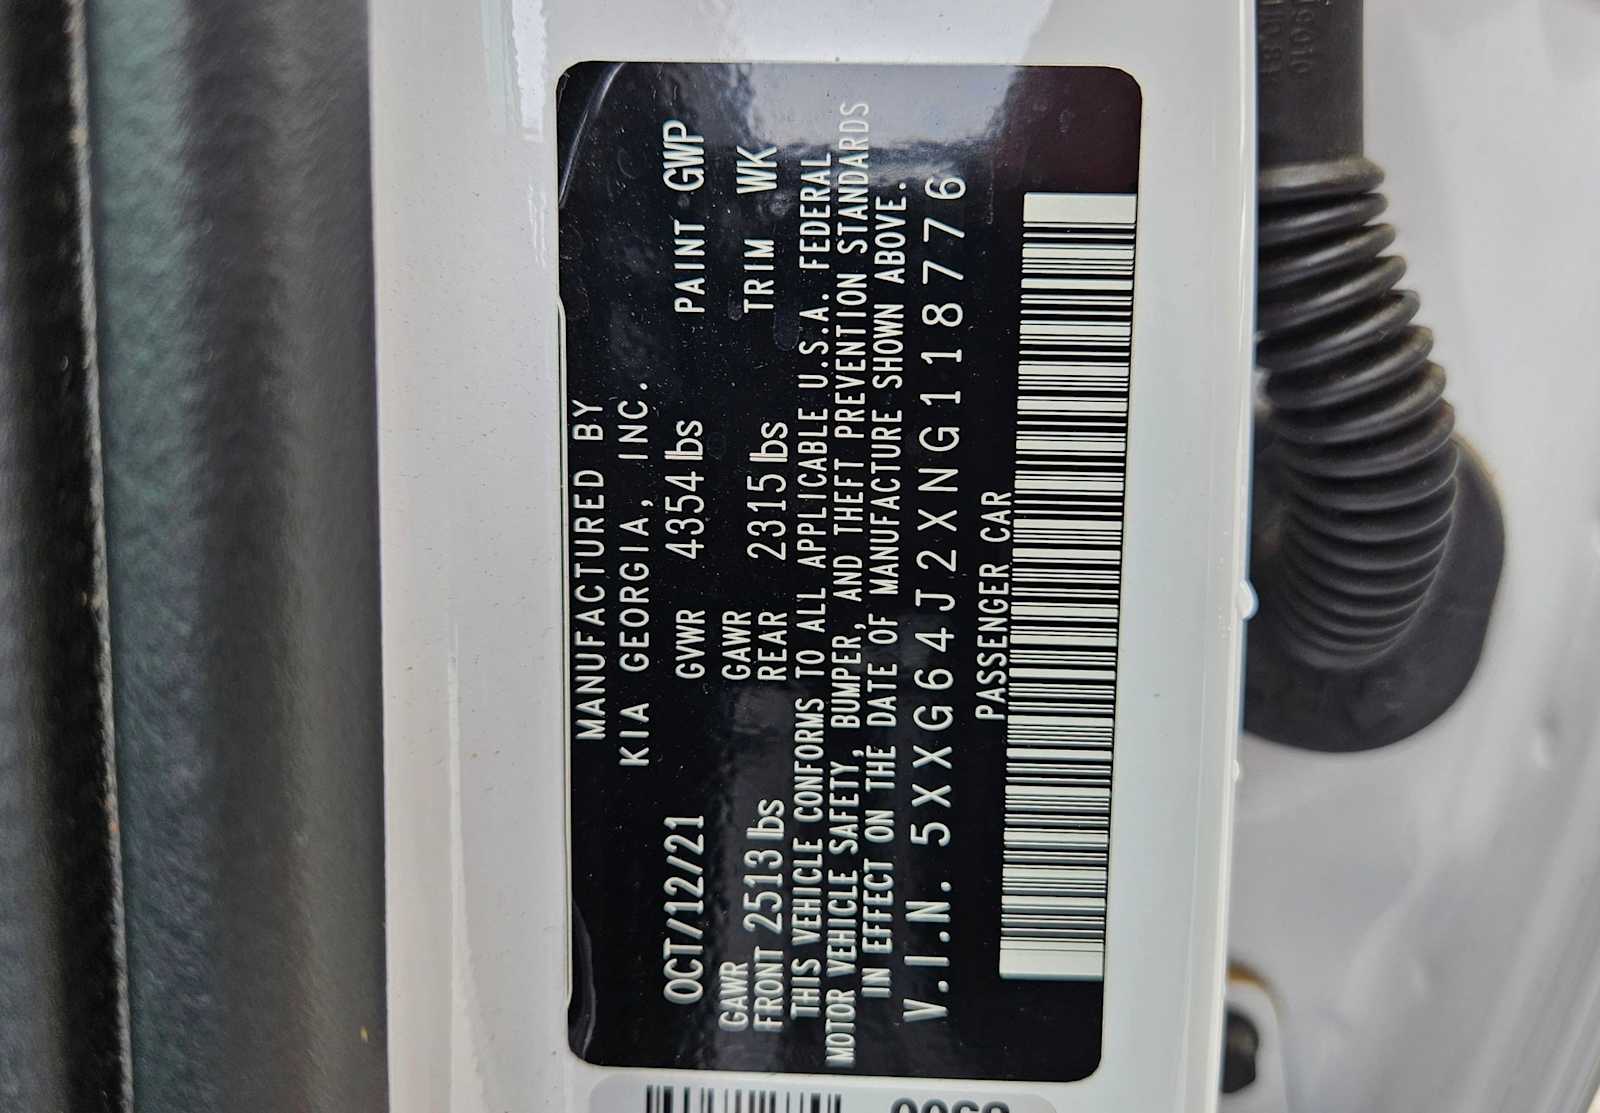 MANUFACTURED BY
KIA GEORGIA, INC.
OCT/12/21 GVWR 4354lbs PAINT GWP
GAWR GAWR
FRONT 2513lbs REAR 2315lbs TRIM WK
THIS VEHICLE CONFORMS TO ALL APPLICABLE U.S.A. FEDERAL
MOTOR VEHICLE SAFETY, BUMPER, AND THEFT PREVENTION STANDARDS
IN EFFECT ON THE DATE OF MANUFACTURE SHOWN ABOVE.
V.I.N. 5XXG64J2XNG118776
PASSENGER CAR